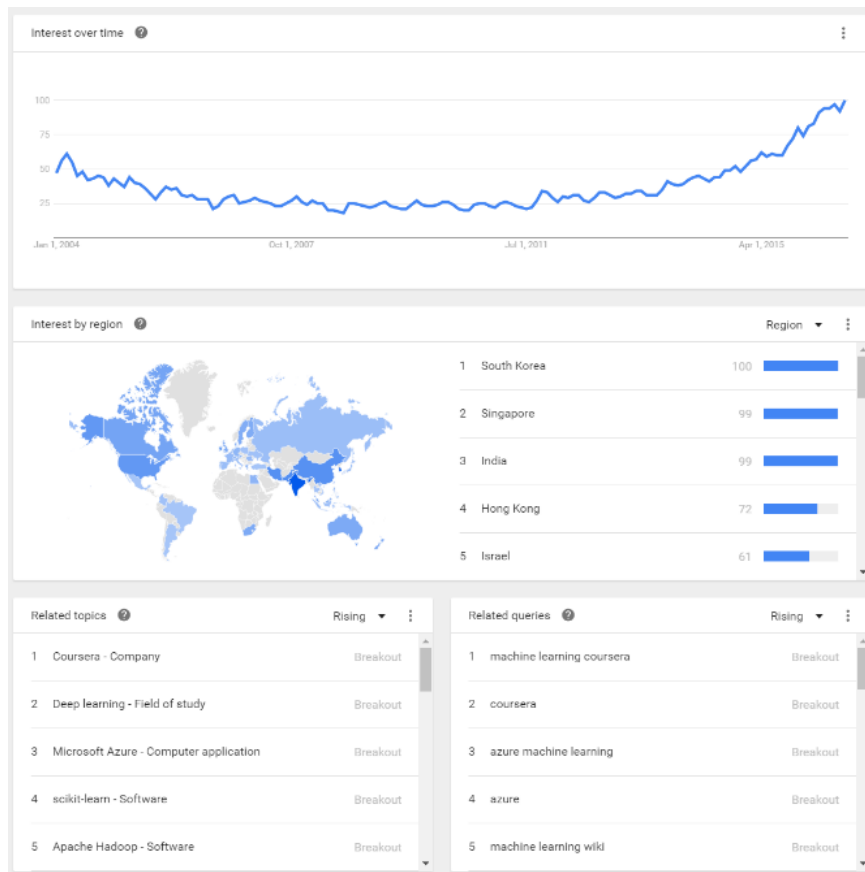 Interest over time ?
100
75
50
25
Jan 1, 2004 Oct 1, 2007 Jul 1, 2011 Apr 1, 2015
Interest by region ? Region
1 South Korea 100
2 Singapore 99
3 India 99
4 Hong Kong 72
5 Israel 61
Related topics ? Rising
1 Coursera - Company Breakout
2 Deep learning - Field of study Breakout
3 Microsoft Azure - Computer application Breakout
4 scikit-learn - Software Breakout
5 Apache Hadoop - Software Breakout
Related queries ? Rising
1 machine learning coursera Breakout
2 coursera Breakout
3 azure machine learning Breakout
4 azure Breakout
5 machine learning wiki Breakout